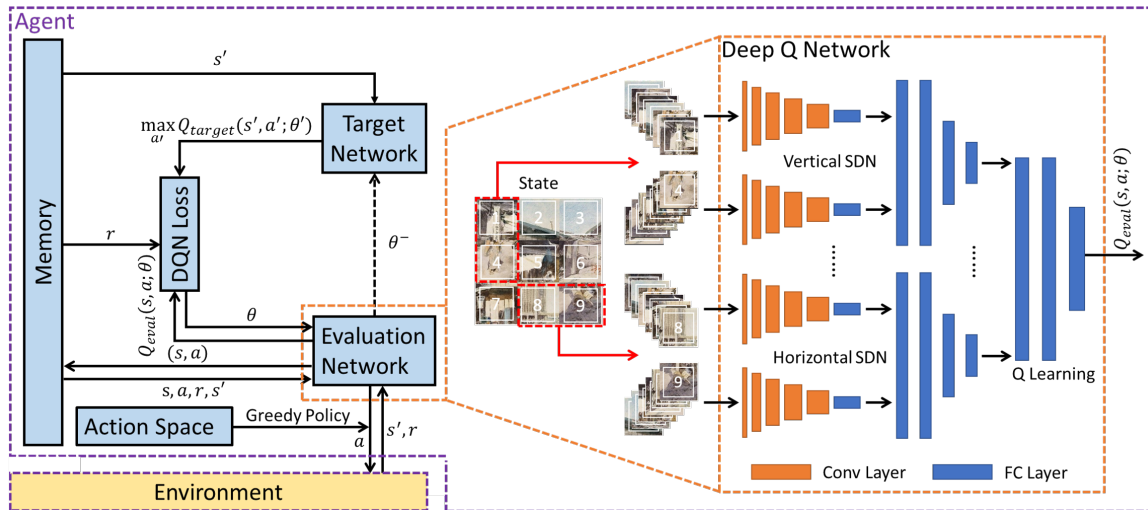 Agent
Memory
s′
max Q_target(s′, a′; θ′)
a′
Target
Network
DQN Loss
r
θ⁻
Q_eval(s, a; θ)
θ
(s, a)
s, a, r, s′
Evaluation
Network
Action Space
Greedy Policy
a
s′, r
Environment
State
1
2
3
4
5
6
7
8
9
1
4
8
9
Deep Q Network
Vertical SDN
......
......
Horizontal SDN
Q Learning
Q_eval(s, a; θ)
Conv Layer
FC Layer